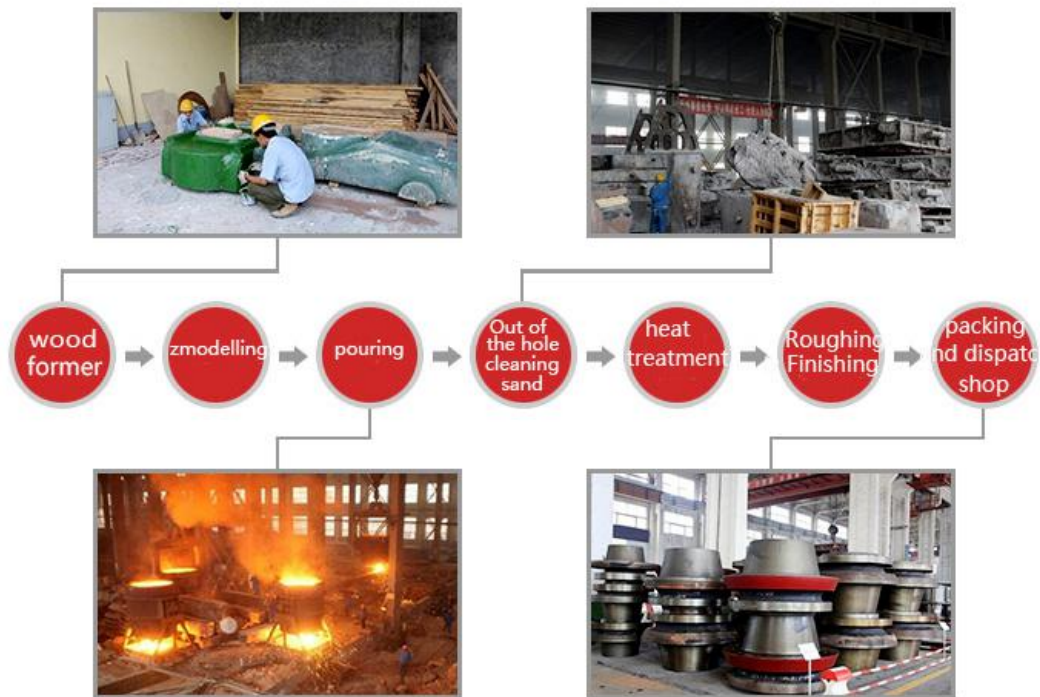 wood
former
zmodelling
pouring
Out of
the hole
cleaning
sand
heat
treatment
Roughing
Finishing
packing
nd dispatc
shop